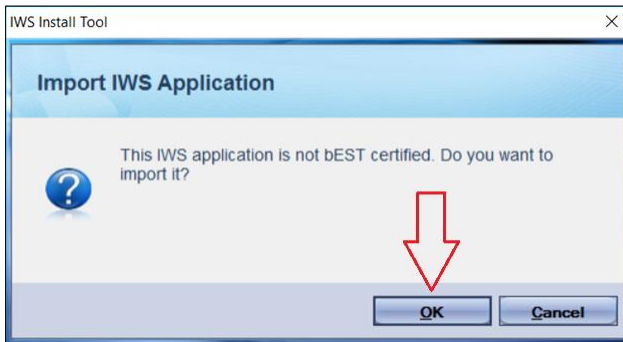 IWS Install Tool
Import IWS Application
This IWS application is not bEST certified. Do you want to
import it?
OK
Cancel